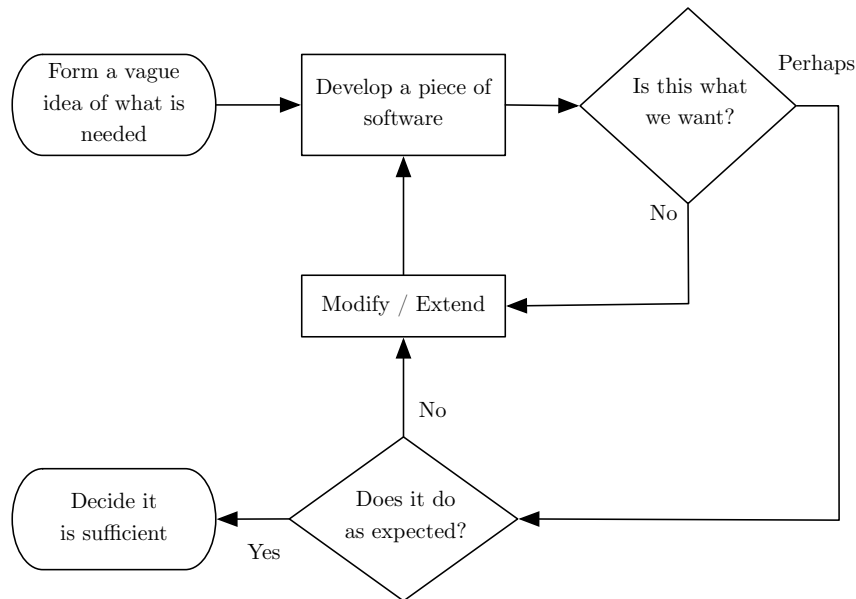 Form a vague
idea of what is
needed
Develop a piece of
software
Is this what
we want?
Perhaps
No
Modify / Extend
No
Does it do
as expected?
Yes
Decide it
is sufficient